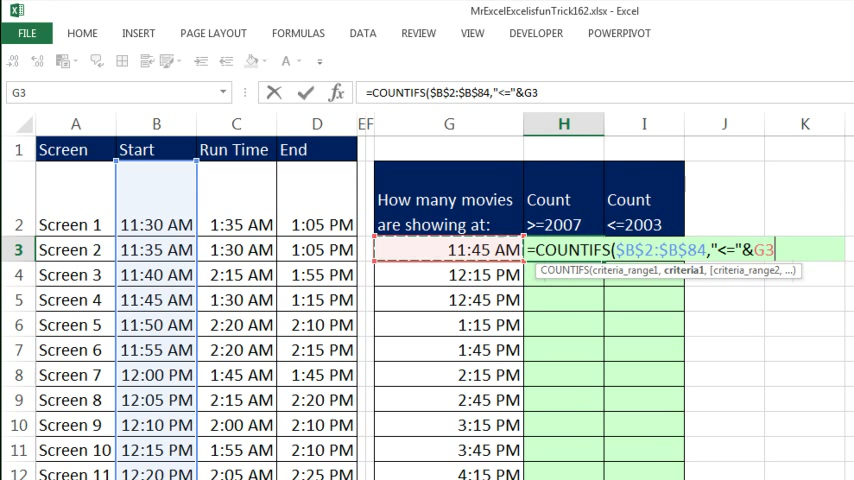 MrExcelExcelisfunTrick162.xlsx - Excel
FILE HOME INSERT PAGE LAYOUT FORMULAS DATA REVIEW VIEW DEVELOPER POWERPIVOT
G3 =COUNTIFS($B$2:$B$84,"<="&G3
A B C D E F G H I J K
1 Screen Start Run Time End
How many movies Count Count
2 Screen 1 11:30 AM 1:35 AM 1:05 PM are showing at: >=2007 <=2003
3 Screen 2 11:35 AM 1:30 AM 1:05 PM 11:45 AM =COUNTIFS($B$2:$B$84,"<="&G3
COUNTIFS(criteria_range1, criteria1, [criteria_range2, ...)
4 Screen 3 11:40 AM 2:15 AM 1:55 PM 12:15 PM
5 Screen 4 11:45 AM 1:30 AM 1:15 PM 12:45 PM
6 Screen 5 11:50 AM 2:20 AM 2:10 PM 1:15 PM
7 Screen 6 11:55 AM 2:20 AM 2:15 PM 1:45 PM
8 Screen 7 12:00 PM 1:45 AM 1:45 PM 2:15 PM
9 Screen 8 12:05 PM 2:15 AM 2:20 PM 2:45 PM
10 Screen 9 12:10 PM 2:00 AM 2:10 PM 3:15 PM
11 Screen 10 12:15 PM 1:55 AM 2:10 PM 3:45 PM
12 Screen 11 12:20 PM 2:05 AM 2:25 PM 4:15 PM